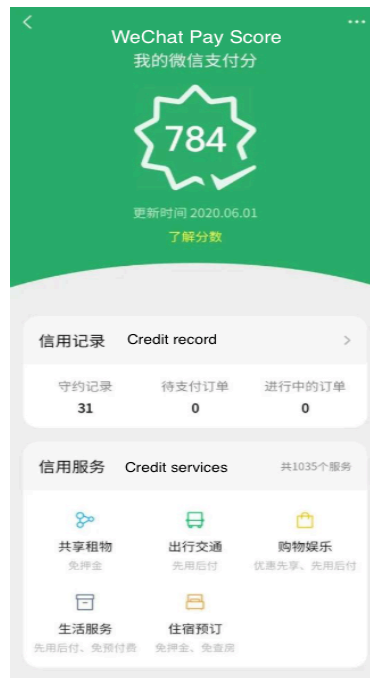 WeChat Pay Score
我的微信支付分
784
更新时间 2020.06.01
了解分数
信用记录 Credit record
守约记录 待支付订单 进行中的订单
31 0 0
信用服务 Credit services 共1035个服务
共享租物 出行交通 购物娱乐
免押金 先用后付 优惠先享、先用后付
生活服务 住宿预订
先用后付、免预付费 免押金、免查房